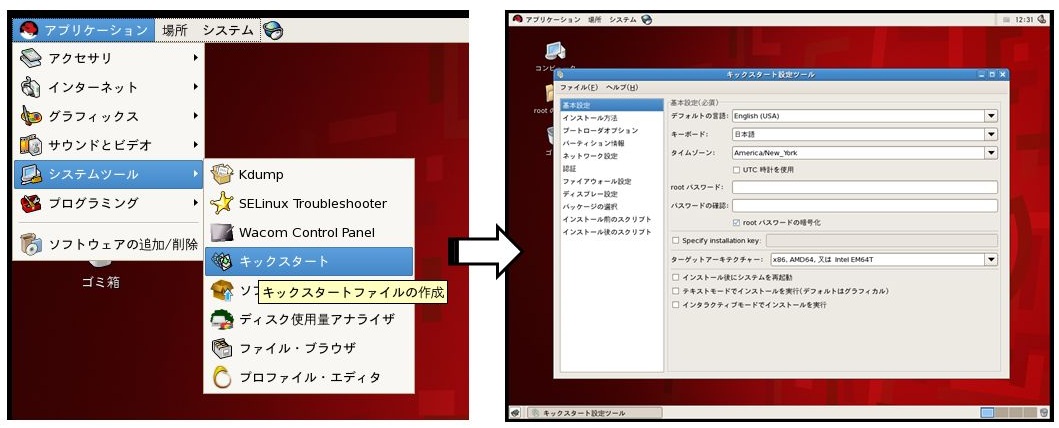 アプリケーション 場所 システム
アクセサリ
インターネット
グラフィックス
サウンドとビデオ
システムツール
プログラミング
ソフトウェアの追加/削除
ゴミ箱
Kdump
SELinux Troubleshooter
Wacom Control Panel
キックスタート
キックスタートファイルの作成
ディスク使用量アナライザ
ファイル・ブラウザ
プロファイル・エディタ
アプリケーション 場所 システム
12:31
コンピュータ
root の
ゴ
キックスタート設定ツール
ファイル(F) ヘルプ(H)
基本設定
インストール方法
ブートローダオプション
パーティション情報
ネットワーク設定
認証
ファイアウォール設定
ディスプレー設定
パッケージの選択
インストール前のスクリプト
インストール後のスクリプト
基本設定(必須)
デフォルトの言語: English (USA)
キーボード: 日本語
タイムゾーン: America/New_York
UTC 時計を使用
root パスワード:
パスワードの確認:
root パスワードの暗号化
Specify installation key:
ターゲットアーキテクチャー: x86, AMD64, 又は Intel EM64T
インストール後にシステムを再起動
テキストモードでインストールを実行(デフォルトはグラフィカル)
インタラクティブモードでインストールを実行
キックスタート設定ツール